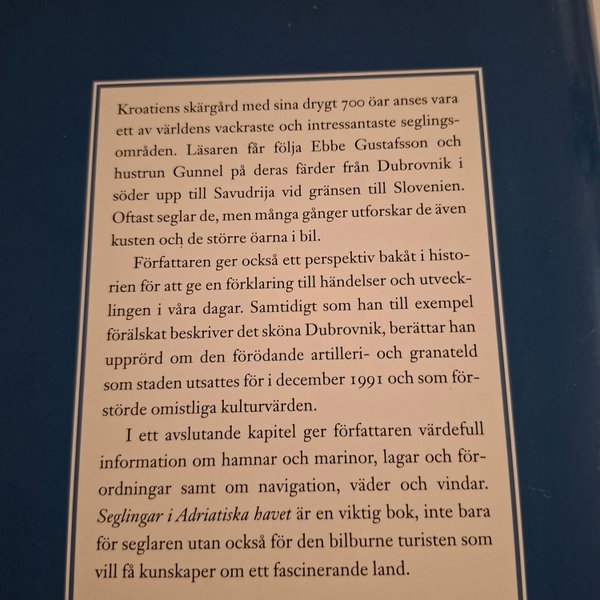 Kroatiens skärgård med sina drygt 700 öar anses vara
ett av världens vackraste och intressantaste seglings-
områden. Läsaren får följa Ebbe Gustafsson och
hustrun Gunnel på deras färder från Dubrovnik i
söder upp till Savudrija vid gränsen till Slovenien.
Oftast seglar de, men många gånger utforskar de även
kusten och de större öarna i bil.
Författaren ger också ett perspektiv bakåt i histo-
rien för att ge en förklaring till händelser och utveck-
lingen i våra dagar. Samtidigt som han till exempel
förälskat beskriver det sköna Dubrovnik, berättar han
upprörd om den förödande artilleri- och granateld
som staden utsattes för i december 1991 och som för-
störde omistliga kulturvärden.
I ett avslutande kapitel ger författaren värdefull
information om hamnar och marinor, lagar och för-
ordningar samt om navigation, väder och vindar.
Seglingar i Adriatiska havet är en viktig bok, inte bara
för seglaren utan också för den bilburne turisten som
vill få kunskaper om ett fascinerande land.